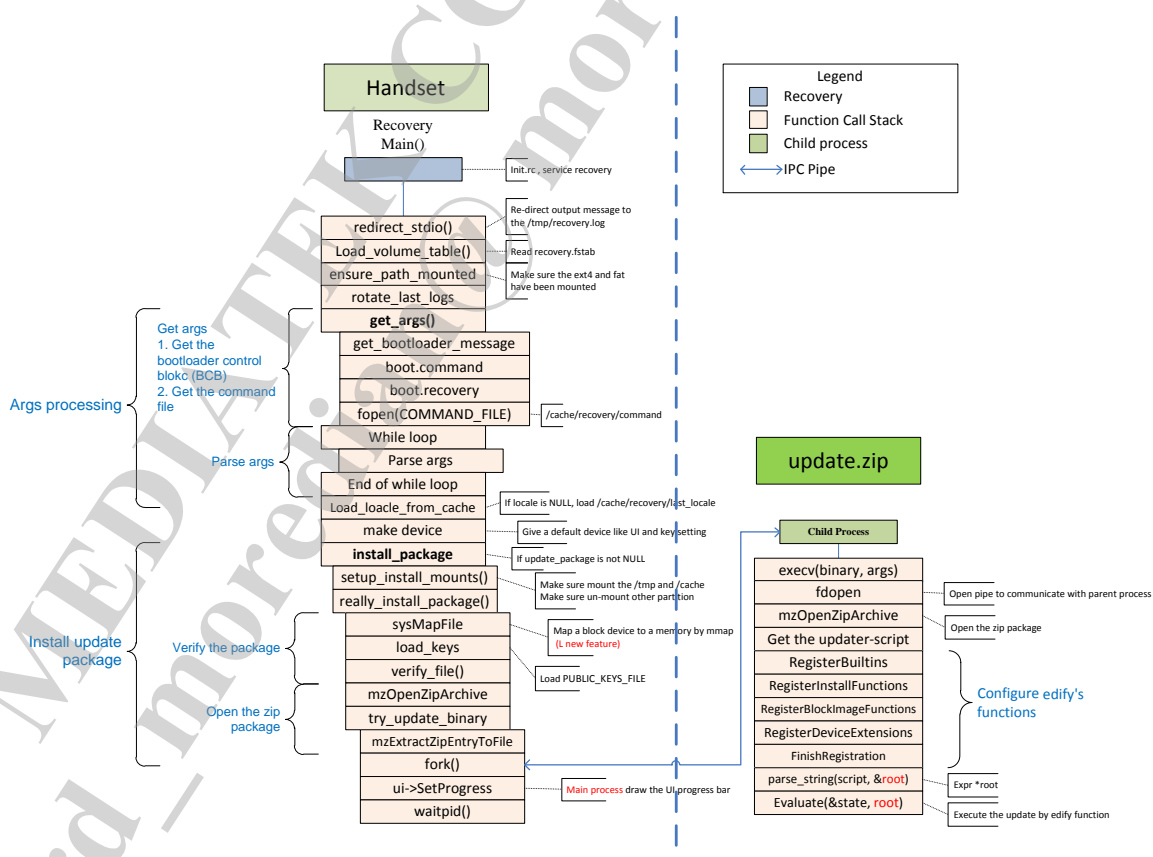 Handset
Recovery
Main()
Init.rc , service recovery
redirect_stdio()
Re-direct output message to
the /tmp/recovery.log
Load_volume_table()
Read recovery.fstab
ensure_path_mounted
Make sure the ext4 and fat
have been mounted
rotate_last_logs
get_args()
get_bootloader_message
boot.command
boot.recovery
fopen(COMMAND_FILE)
/cache/recovery/command
While loop
Parse args
End of while loop
Load_loacle_from_cache
If locale is NULL, load /cache/recovery/last_locale
make device
Give a default device like UI and key setting
install_package
If update_package is not NULL
setup_install_mounts()
Make sure mount the /tmp and /cache
Make sure un-mount other partition
really_install_package()
sysMapFile
Map a block device to a memory by mmap
(L new feature)
load_keys
Load PUBLIC_KEYS_FILE
verify_file()
mzOpenZipArchive
try_update_binary
mzExtractZipEntryToFile
fork()
ui->SetProgress
Main process draw the UI progress bar
waitpid()
Args processing
Get args
1. Get the
bootloader control
blokc (BCB)
2. Get the command
file
Parse args
Install update
package
Verify the package
Open the zip
package
Legend
Recovery
Function Call Stack
Child process
IPC Pipe
update.zip
Child Process
execv(binary, args)
fdopen
Open pipe to communicate with parent process
mzOpenZipArchive
Open the zip package
Get the updater-script
RegisterBuiltins
RegisterInstallFunctions
RegisterBlockImageFunctions
RegisterDeviceExtensions
FinishRegistration
Configure edify's
functions
parse_string(script, &root)
Expr *root
Evaluate(&state, root)
Execute the update by edify function
MEDIATEK CO
rd_moredian@ mor